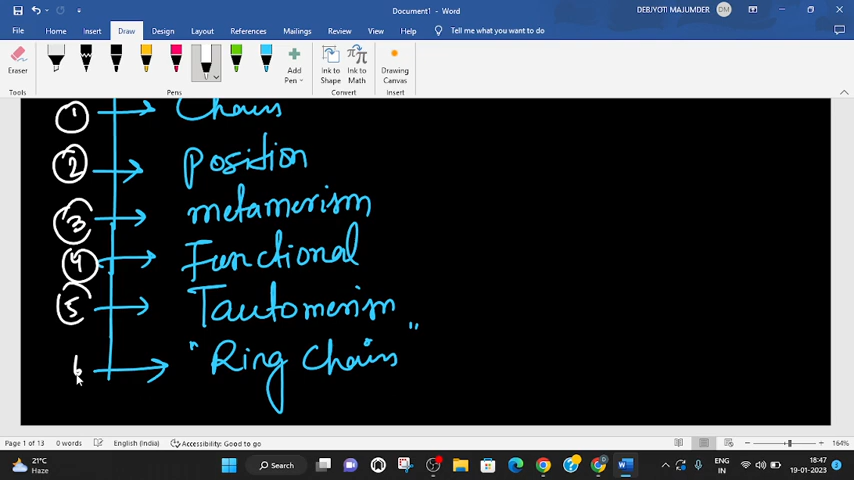 Document1 - Word
DEBJYOTI MAJUMDER DM
File Home Insert Draw Design Layout References Mailings Review View Help Tell me what you want to do
Eraser
Add Pen
Ink to Shape
Ink to Math
Drawing Canvas
Tools Pens Convert Insert
1 Chain
2 position
3 metamerism
4 Functional
5 Tautomerism
6 "Ring Chain"
Page 1 of 13 0 words English (India) Accessibility: Good to go 164%
21°C
Haze
Search
ENG
IN
18:47
19-01-2023